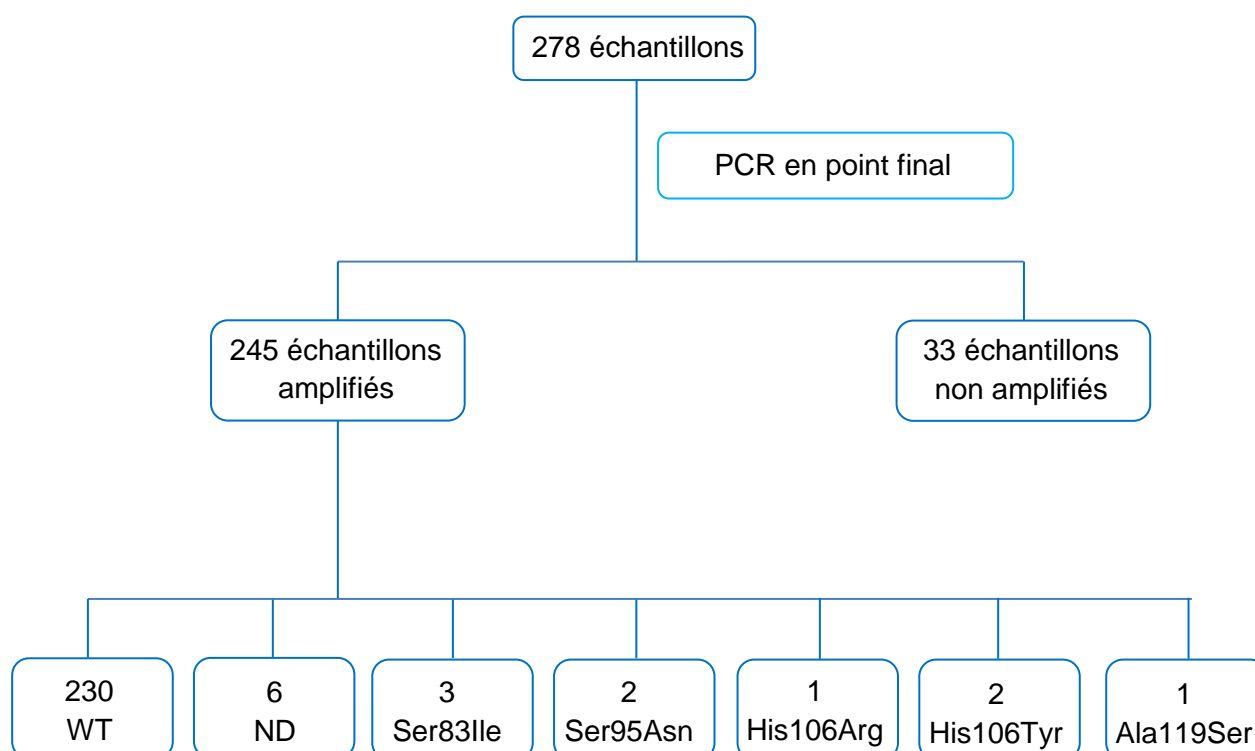 278 échantillons
PCR en point final
245 échantillons
amplifiés
33 échantillons
non amplifiés
230
WT
6
ND
3
Ser83Ile
2
Ser95Asn
1
His106Arg
2
His106Tyr
1
Ala119Ser